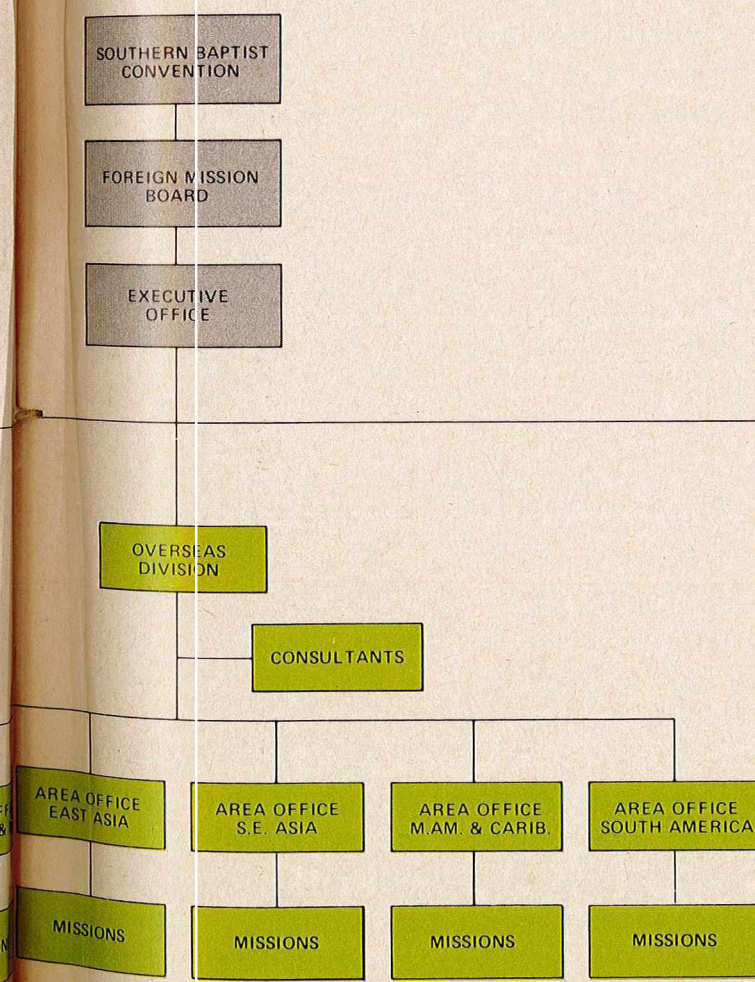 SOUTHERN BAPTIST
CONVENTION
FOREIGN MISSION
BOARD
EXECUTIVE
OFFICE
OVERSEAS
DIVISION
CONSULTANTS
AREA OFFICE
EAST ASIA
AREA OFFICE
S.E. ASIA
AREA OFFICE
M.AM. & CARIB.
AREA OFFICE
SOUTH AMERICA
MISSIONS
MISSIONS
MISSIONS
MISSIONS